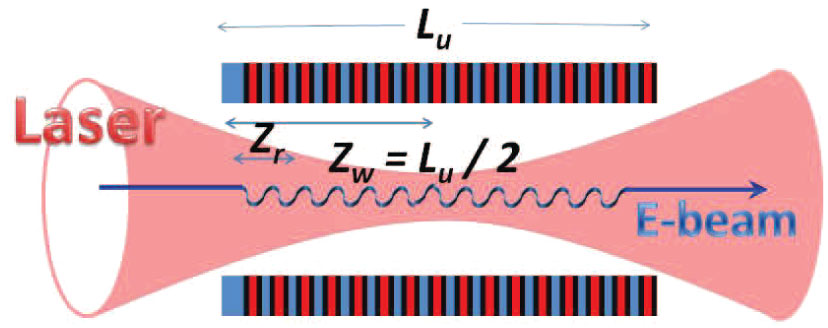 L_u
Laser
Z_r
Z_w = L_u / 2
E-beam